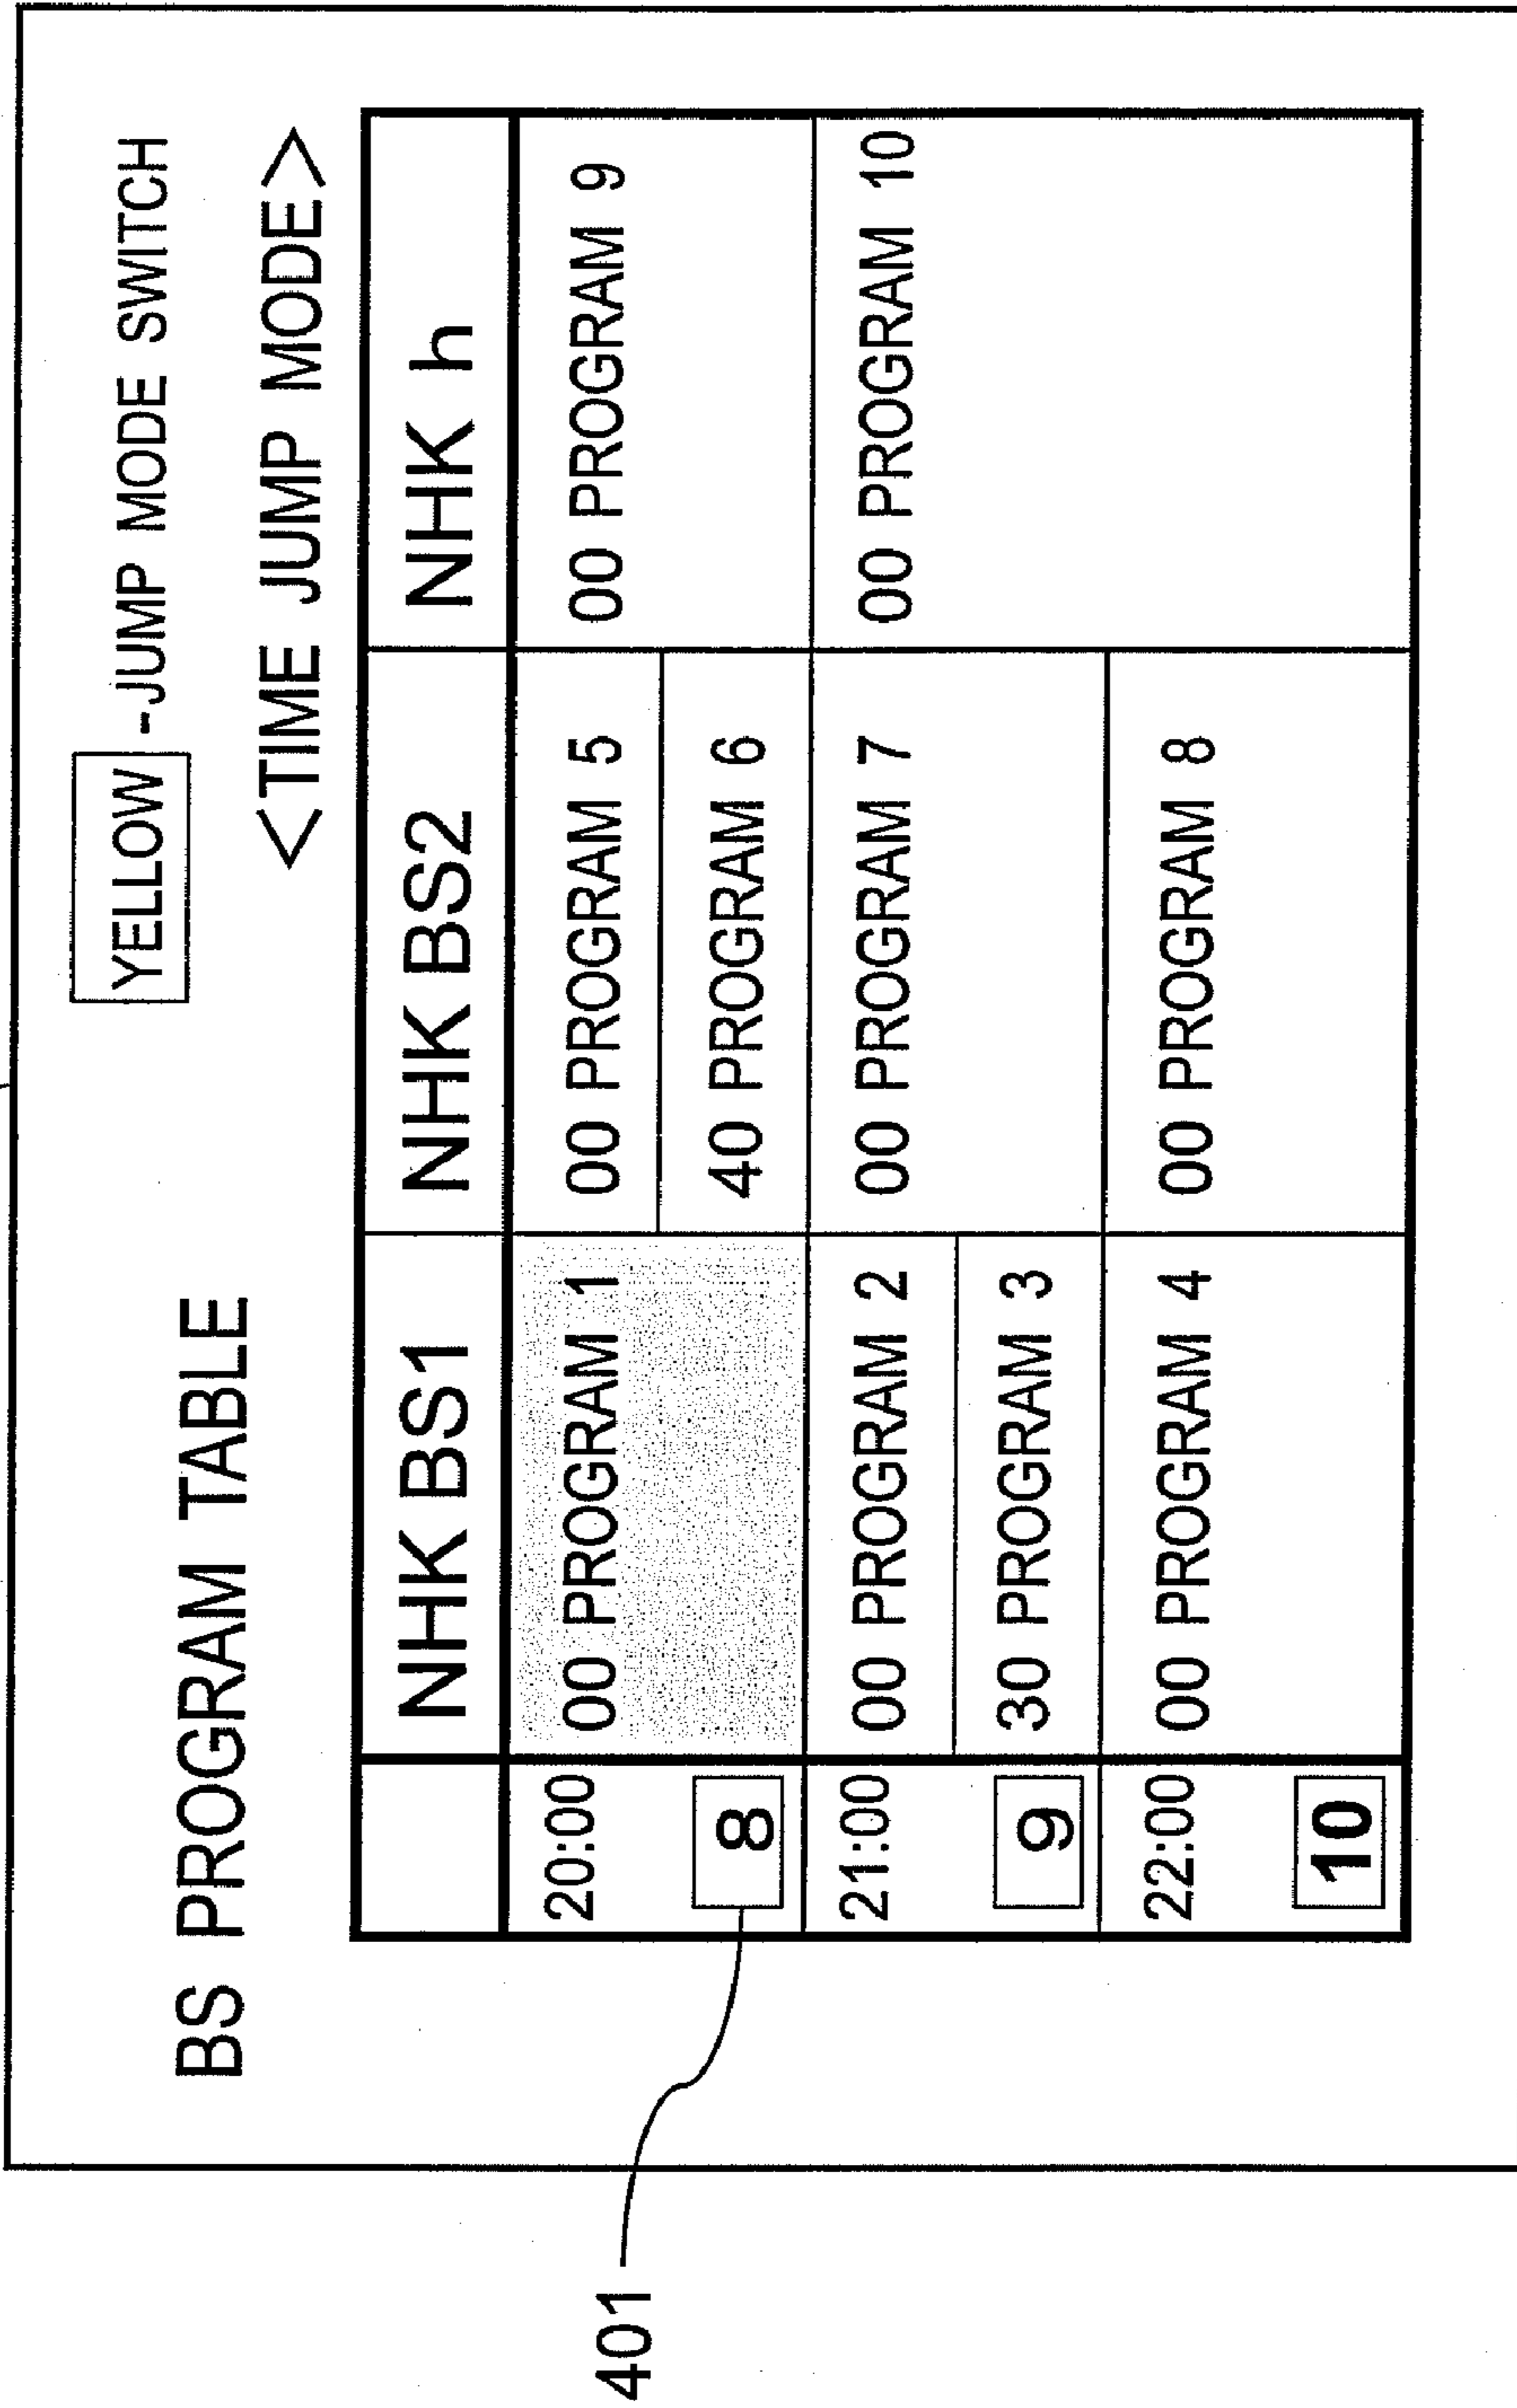 YELLOW -JUMP MODE SWITCH
BS PROGRAM TABLE
<TIME JUMP MODE>
NHK BS1 NHK BS2 NHK h
20:00 00 PROGRAM 1 00 PROGRAM 5 00 PROGRAM 9
8 40 PROGRAM 6
21:00 00 PROGRAM 2 00 PROGRAM 7 00 PROGRAM 10
9 30 PROGRAM 3
22:00 00 PROGRAM 4 00 PROGRAM 8
10
401